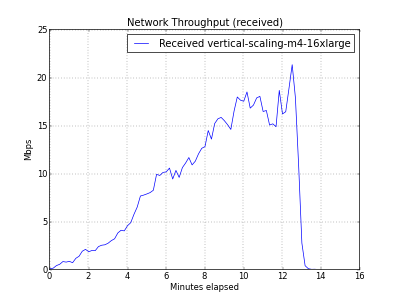 Network Throughput (received)
Received vertical-scaling-m4-16xlarge
25
20
15
10
5
0
Mbps
0 2 4 6 8 10 12 14 16
Minutes elapsed